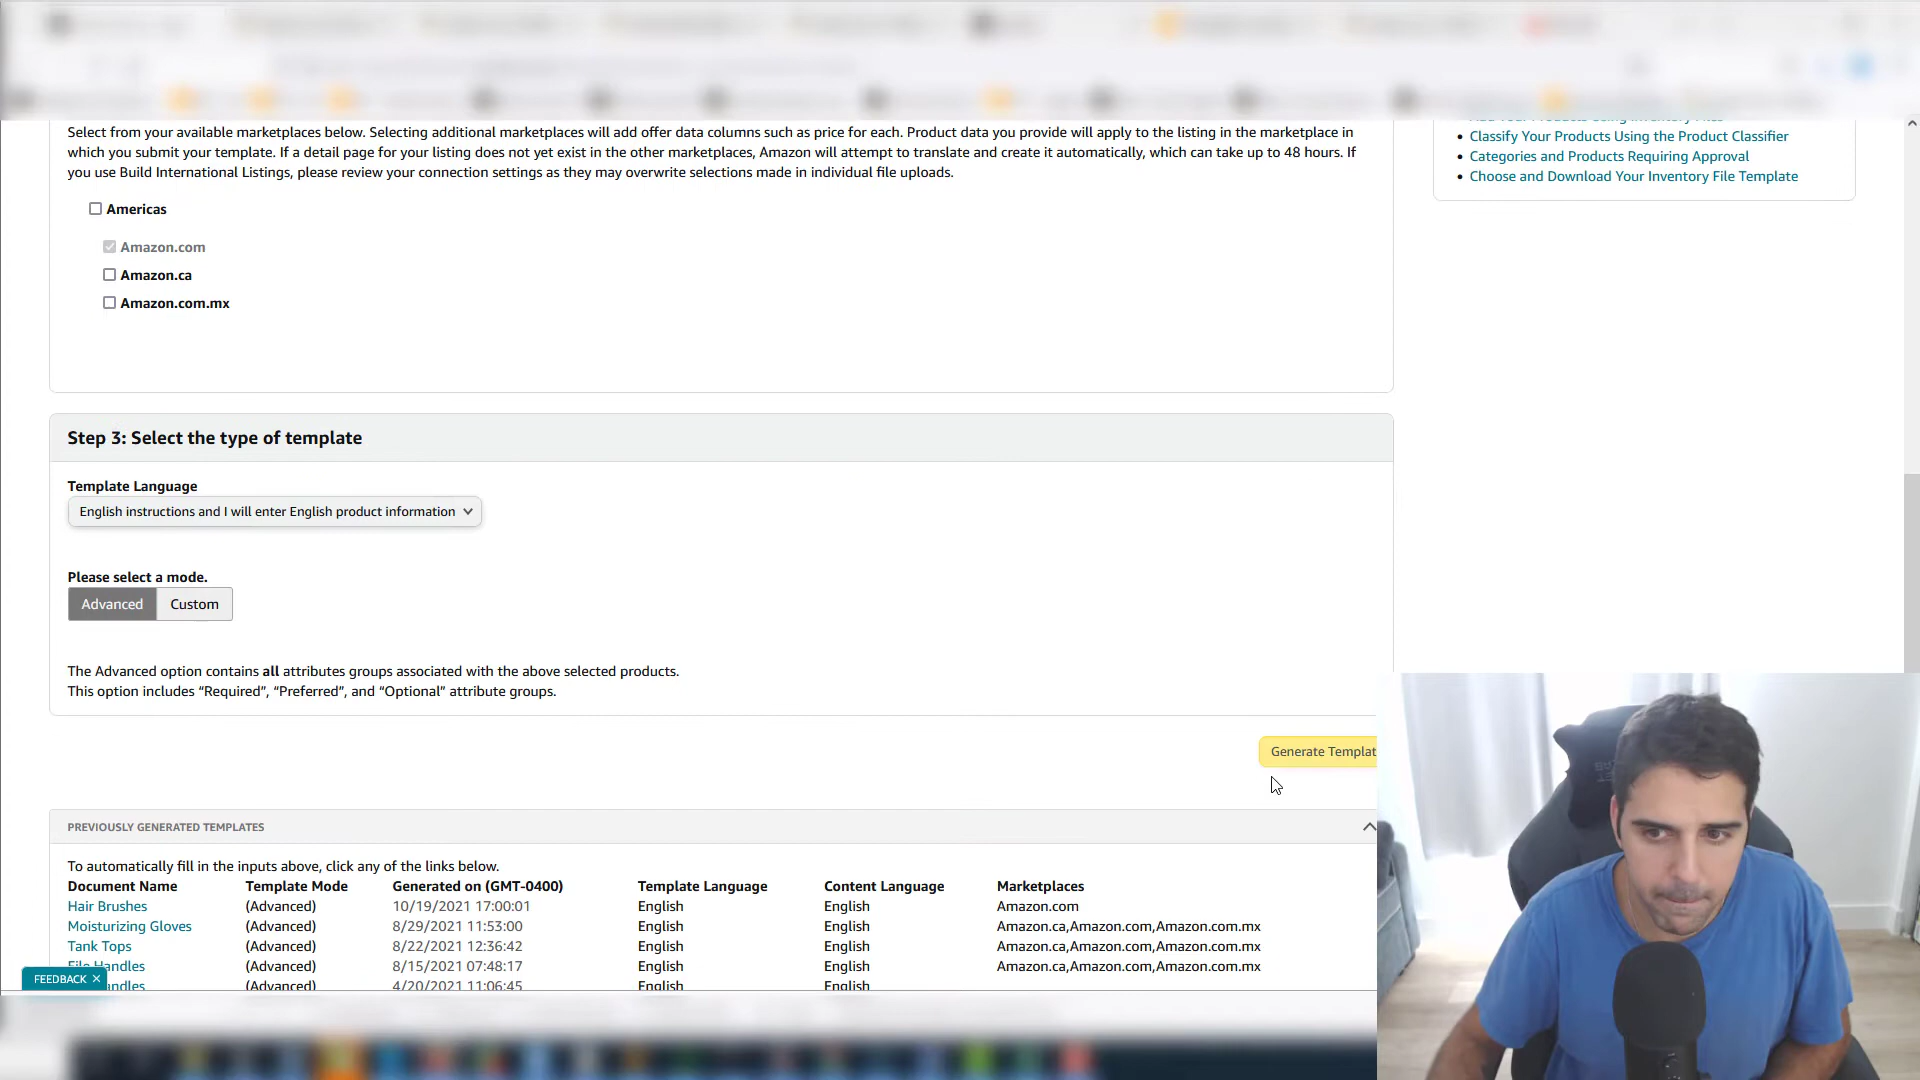 Select from your available marketplaces below. Selecting additional marketplaces will add offer data columns such as price for each. Product data you provide will apply to the listing in the marketplace in
which you submit your template. If a detail page for your listing does not yet exist in the other marketplaces, Amazon will attempt to translate and create it automatically, which can take up to 48 hours. If
you use Build International Listings, please review your connection settings as they may overwrite selections made in individual file uploads.
Americas
Amazon.com
Amazon.ca
Amazon.com.mx
Classify Your Products Using the Product Classifier
Categories and Products Requiring Approval
Choose and Download Your Inventory File Template
Step 3: Select the type of template
Template Language
English instructions and I will enter English product information
Please select a mode.
Advanced Custom
The Advanced option contains all attributes groups associated with the above selected products.
This option includes “Required”, “Preferred”, and “Optional” attribute groups.
Generate Templat
PREVIOUSLY GENERATED TEMPLATES
To automatically fill in the inputs above, click any of the links below.
Document Name Template Mode Generated on (GMT-0400) Template Language Content Language Marketplaces
Hair Brushes (Advanced) 10/19/2021 17:00:01 English English Amazon.com
Moisturizing Gloves (Advanced) 8/29/2021 11:53:00 English English Amazon.ca,Amazon.com,Amazon.com.mx
Tank Tops (Advanced) 8/22/2021 12:36:42 English English Amazon.ca,Amazon.com,Amazon.com.mx
File Handles (Advanced) 8/15/2021 07:48:17 English English Amazon.ca,Amazon.com,Amazon.com.mx
andles (Advanced) 4/20/2021 11:06:45 English English
FEEDBACK ×